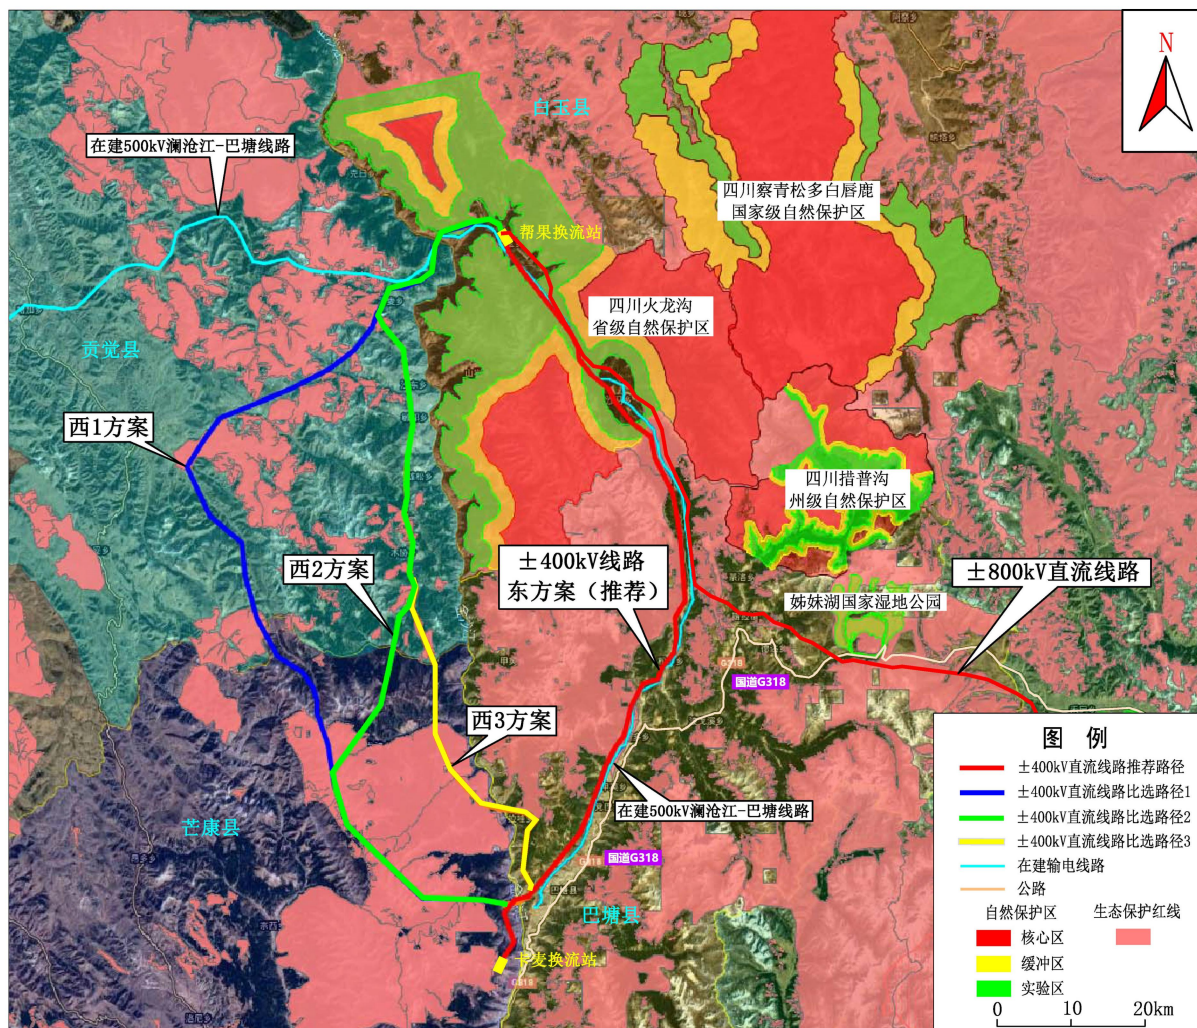 N
白玉县
在建500kV澜沧江-巴塘线路
四川察青松多白唇鹿
国家级自然保护区
帮果换流站
四川火龙沟
省级自然保护区
贡觉县
西1方案
四川措普沟
州级自然保护区
西2方案
±400kV线路
东方案（推荐）
±800kV直流线路
姊妹湖国家湿地公园
G318
国道G318
西3方案
在建500kV澜沧江-巴塘线路
芒康县
国道G318
G318
巴塘县
卡麦换流站
G318
图 例
±400kV直流线路推荐路径
±400kV直流线路比选路径1
±400kV直流线路比选路径2
±400kV直流线路比选路径3
在建输电线路
公路
自然保护区 生态保护红线
核心区
缓冲区
实验区
0 10 20km